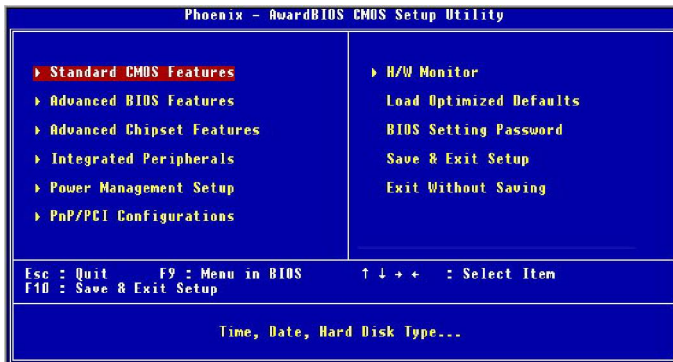 Phoenix - AwardBIOS CMOS Setup Utility
▸ Standard CMOS Features
▸ Advanced BIOS Features
▸ Advanced Chipset Features
▸ Integrated Peripherals
▸ Power Management Setup
▸ PnP/PCI Configurations
▸ H/W Monitor
Load Optimized Defaults
BIOS Setting Password
Save & Exit Setup
Exit Without Saving
Esc : Quit F9 : Menu in BIOS ↑ ↓ → ← : Select Item
F10 : Save & Exit Setup
Time, Date, Hard Disk Type...